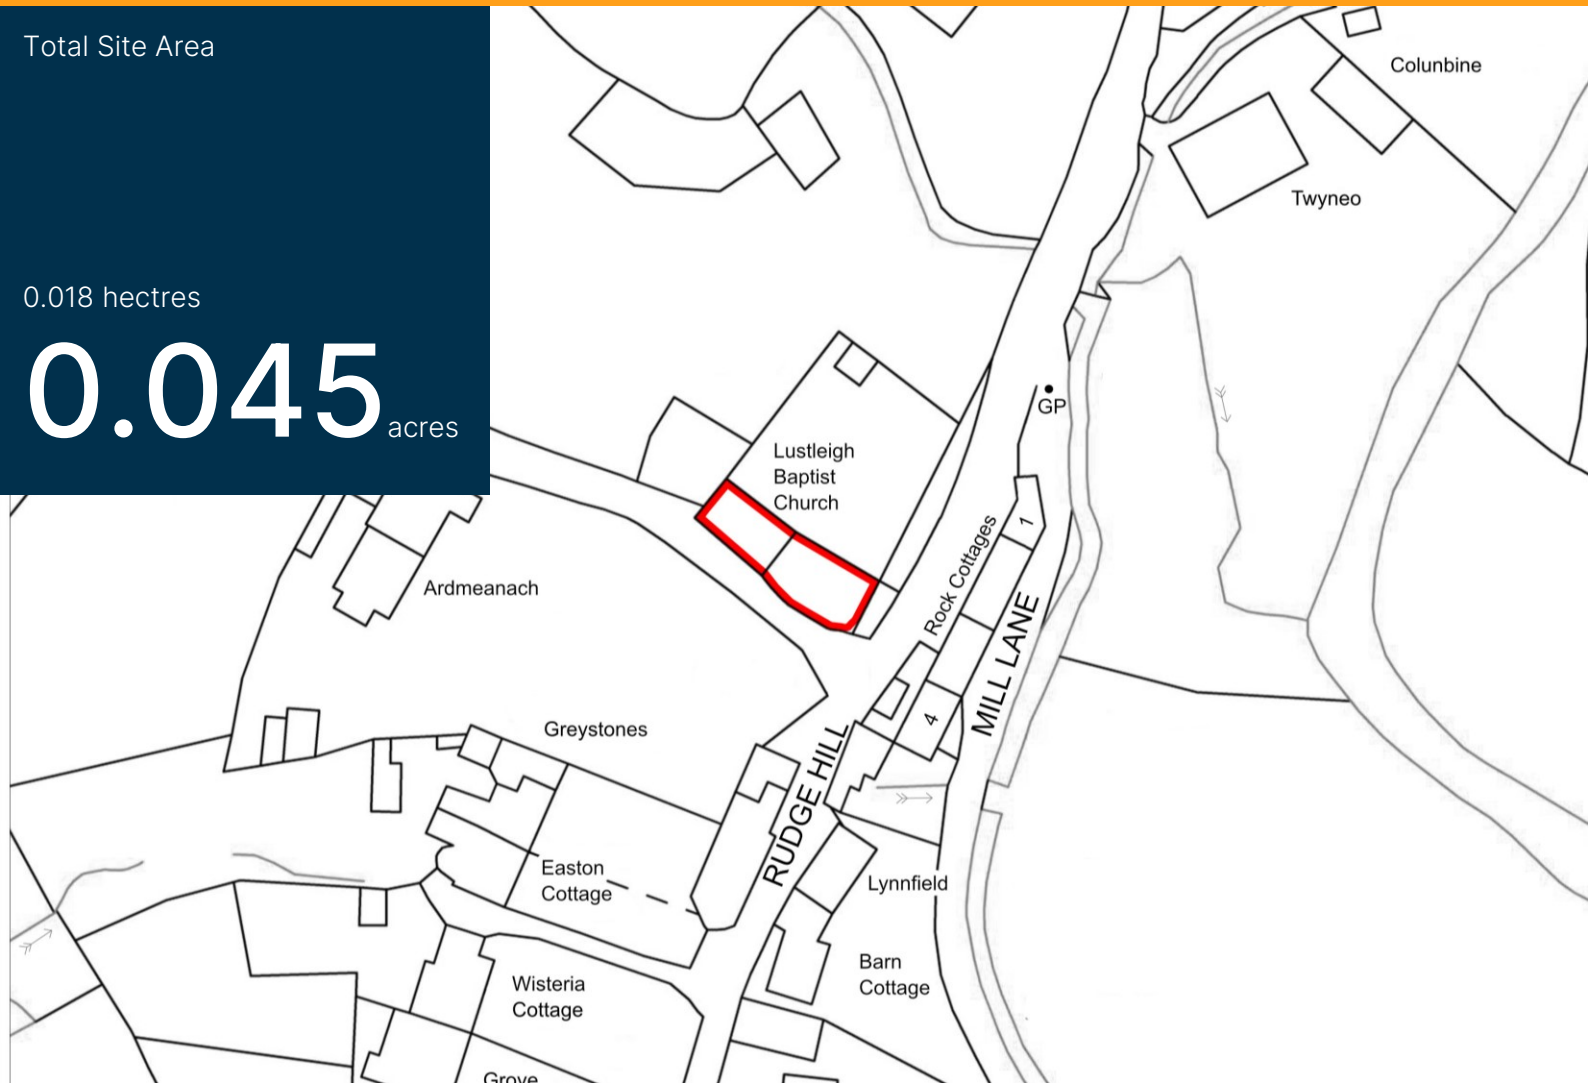 Total Site Area
0.018 hectres
0.045 acres
Colunbine
Twyneo
GP
Lustleigh
Baptist
Church
1
Rock Cottages
Ardmeanach
MILL LANE
4
Greystones
RUDGE HILL
Easton
Cottage
Lynnfield
Barn
Cottage
Wisteria
Cottage
Grove